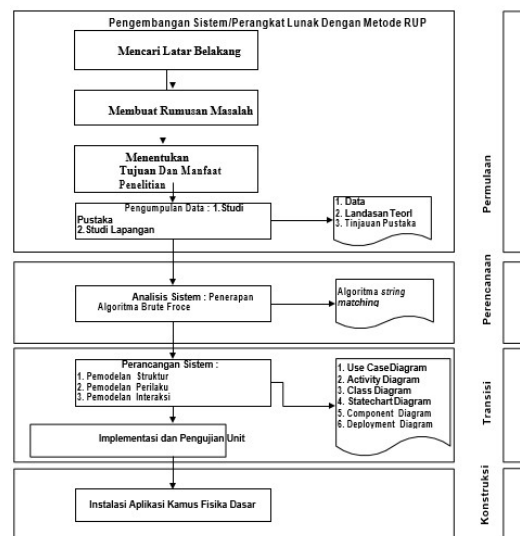 Pengembangan Sistem/Perangkat Lunak Dengan Metode RUP
Mencari Latar Belakang
Membuat Rumusan Masalah
Menentukan
Tujuan Dan Manfaat
Penelitian
Pengumpulan Data : 1.Studi
Pustaka
2.Studi Lapangan
1. Data
2. Landasan Teorl
3. Tinjauan Pustaka
Permulaan
Analisis Sistem : Penerapan
Algoritma Brute Froce
Algoritma string
matching
Perencanaan
Perancangan Sistem :
1. Pemodelan Struktur
2. Pemodelan Perilaku
3. Pemodelan Interaksi
1. Use CaseDiagram
2. Activity Diagram
3. Class Diagram
4. StatechartDiagram
5. Component Diagram
6. Deployment Diagram
Implementasi dan Pengujian Unit
Transisi
Instalasi Aplikasi Kamus Fisika Dasar
Konstruksi